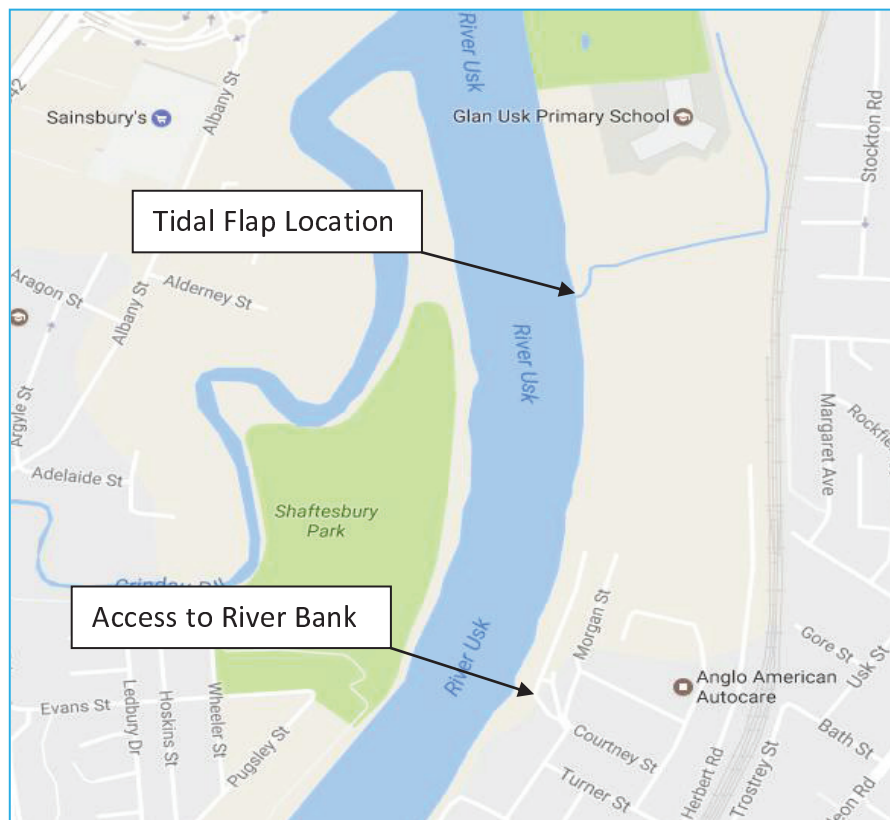 River Usk
42
Albany St
Sainsbury's
Glan Usk Primary School
Stockton Rd
Tidal Flap Location
Aragon St
Alderney St
Albany St
River Usk
Argyle St
Margaret Ave
Adelaide St
Shaftesbury
Park
Access to River Bank
Morgan St
River Usk
Gore St
Usk St
Anglo American
Autocare
Evans St
Ledbury Dr
Hoskins St
Wheeler St
Pugsley St
Courtney St
Turner St
Herbert Rd
Trostrey St
Bath St